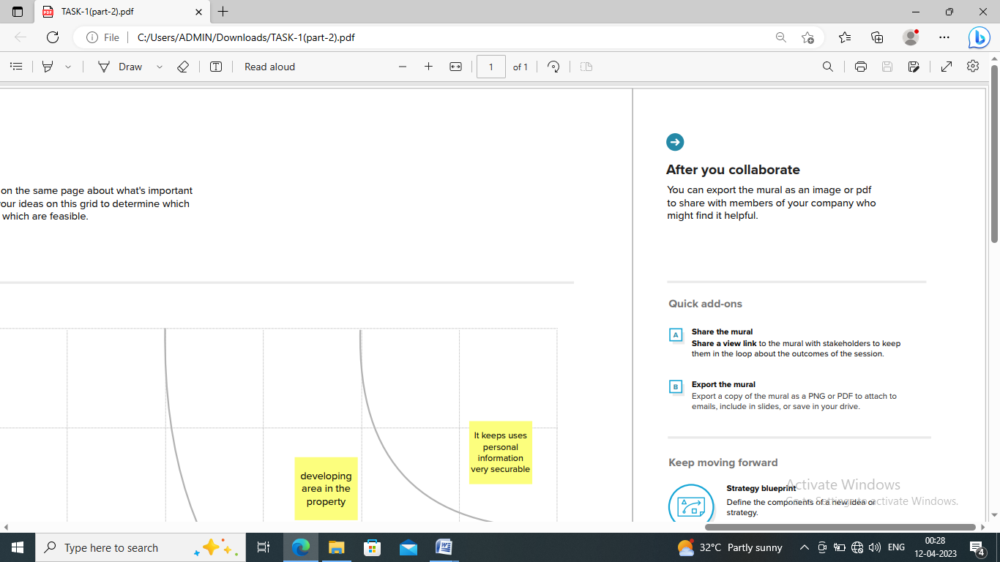 TASK-1(part-2).pdf
File
C:/Users/ADMIN/Downloads/TASK-1(part-2).pdf
Draw
Read aloud
1
of 1
on the same page about what's important
our ideas on this grid to determine which
which are feasible.
developing
area in the
property
It keeps uses
personal
information
very securable
After you collaborate
You can export the mural as an image or pdf
to share with members of your company who
might find it helpful.
Quick add-ons
A
Share the mural
Share a view link to the mural with stakeholders to keep
them in the loop about the outcomes of the session.
B
Export the mural
Export a copy of the mural as a PNG or PDF to attach to
emails, include in slides, or save in your drive.
Keep moving forward
Strategy blueprint
Define the components of a new idea or
strategy.
Activate Windows
Go to Settings to activate Windows.
Type here to search
32°C Partly sunny
ENG
00:28
12-04-2023
4